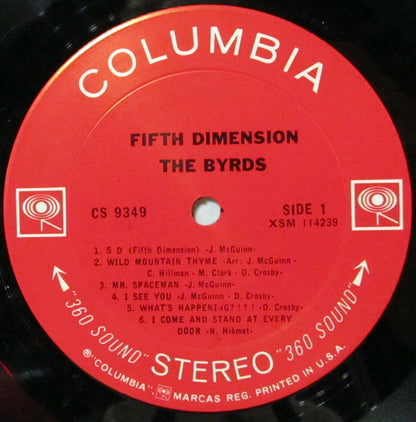 COLUMBIA
FIFTH DIMENSION
THE BYRDS
CS 9349
SIDE 1
XSM 114239
1. 5 D (Fifth Dimension) -J. McGuinn-
2. WILD MOUNTAIN THYME -Arr: J. McGuinn -
C. Hillman - M. Clark - D. Crosby-
3. MR. SPACEMAN -J. McGuinn-
4. I SEE YOU -J. McGuinn - D. Crosby-
5. WHAT'S HAPPENING?!?! -D. Crosby-
6. I COME AND STAND AT EVERY
DOOR -N. Hikmet-
"360 SOUND" STEREO "360 SOUND"
® "COLUMBIA", MARCAS REG. PRINTED IN U.S.A.